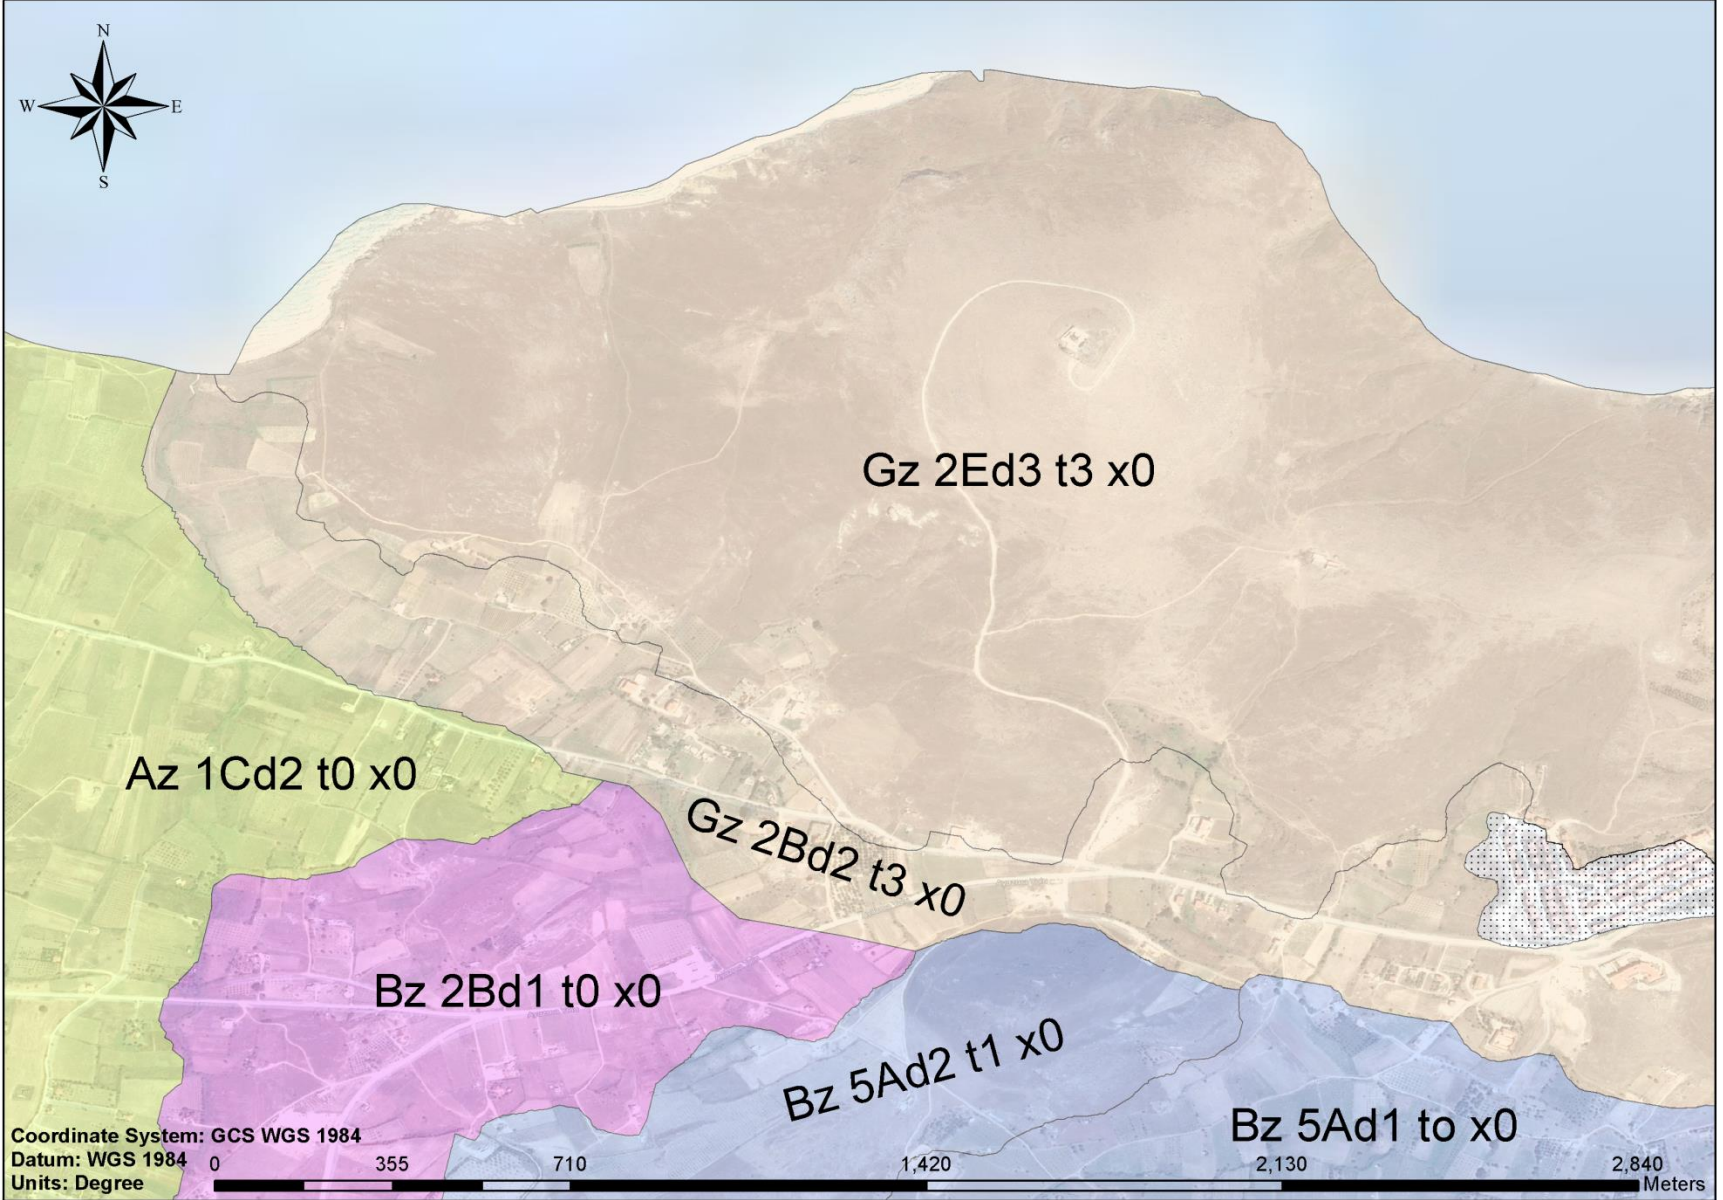 N
W E
S
Gz 2Ed3 t3 x0
Az 1Cd2 t0 x0
Gz 2Bd2 t3 x0
Bz 2Bd1 t0 x0
Bz 5Ad2 t1 x0
Bz 5Ad1 to x0
Coordinate System: GCS WGS 1984
Datum: WGS 1984
Units: Degree
0 355 710 1,420 2,130 2,840
Meters